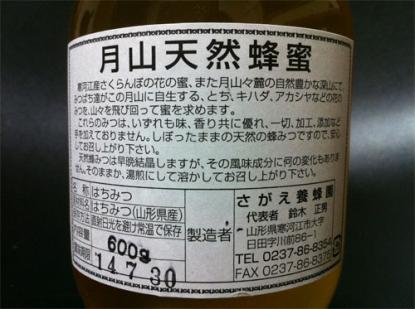 月山天然蜂蜜
寒河江産さくらんぼの花の蜜、また月山々麓の自然豊かな深山にて、
みつばち達がこの月山に自生する、とち、キハダ、アカシヤなどの花の
みつを、山々を飛び回って蜜を求めます。
これらのみつは、いずれも味、香り共に優れ、一切、加工、添加など
手を加えておりません。しぼったままの天然の蜂みつですので、安心
してお召し上がり下さい。
天然蜂みつは早晩結晶しますが、その風味成分に何の変化もありま
せん。そのままか、湯煎にして溶かしてお召し上がり下さい。
名 はちみつ
はちみつ(山形県産)
直射日光を避け常温で保存
内容量 600g
14.7.30
製造者
さがえ養蜂園
代表者 鈴木 正男
山形県寒河江市大字
日田字川前86-1
TEL 0237-86-8354
FAX 0237-86-837